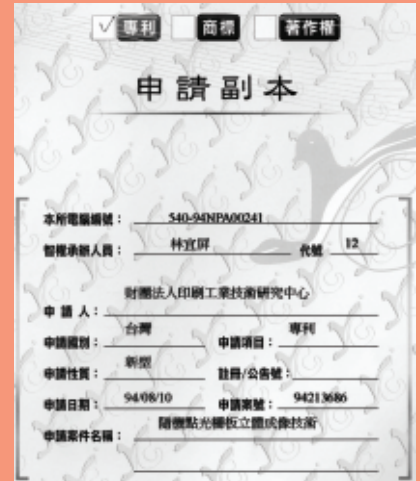 ✓ 專利 商標 著作權
申請副本
本所電腦編號： 540-94NPA00241
智權承辦人員： 林宜屏 代號 12
財團法人印刷工業技術研究中心
申請人：
台灣 專利
申請國別： 申請項目：
新型
申請性質： 註冊/公告號：
申請日期： 94/08/10 申請案號： 94213686
隨機點光柵板立體成像技術
申請案件名稱：